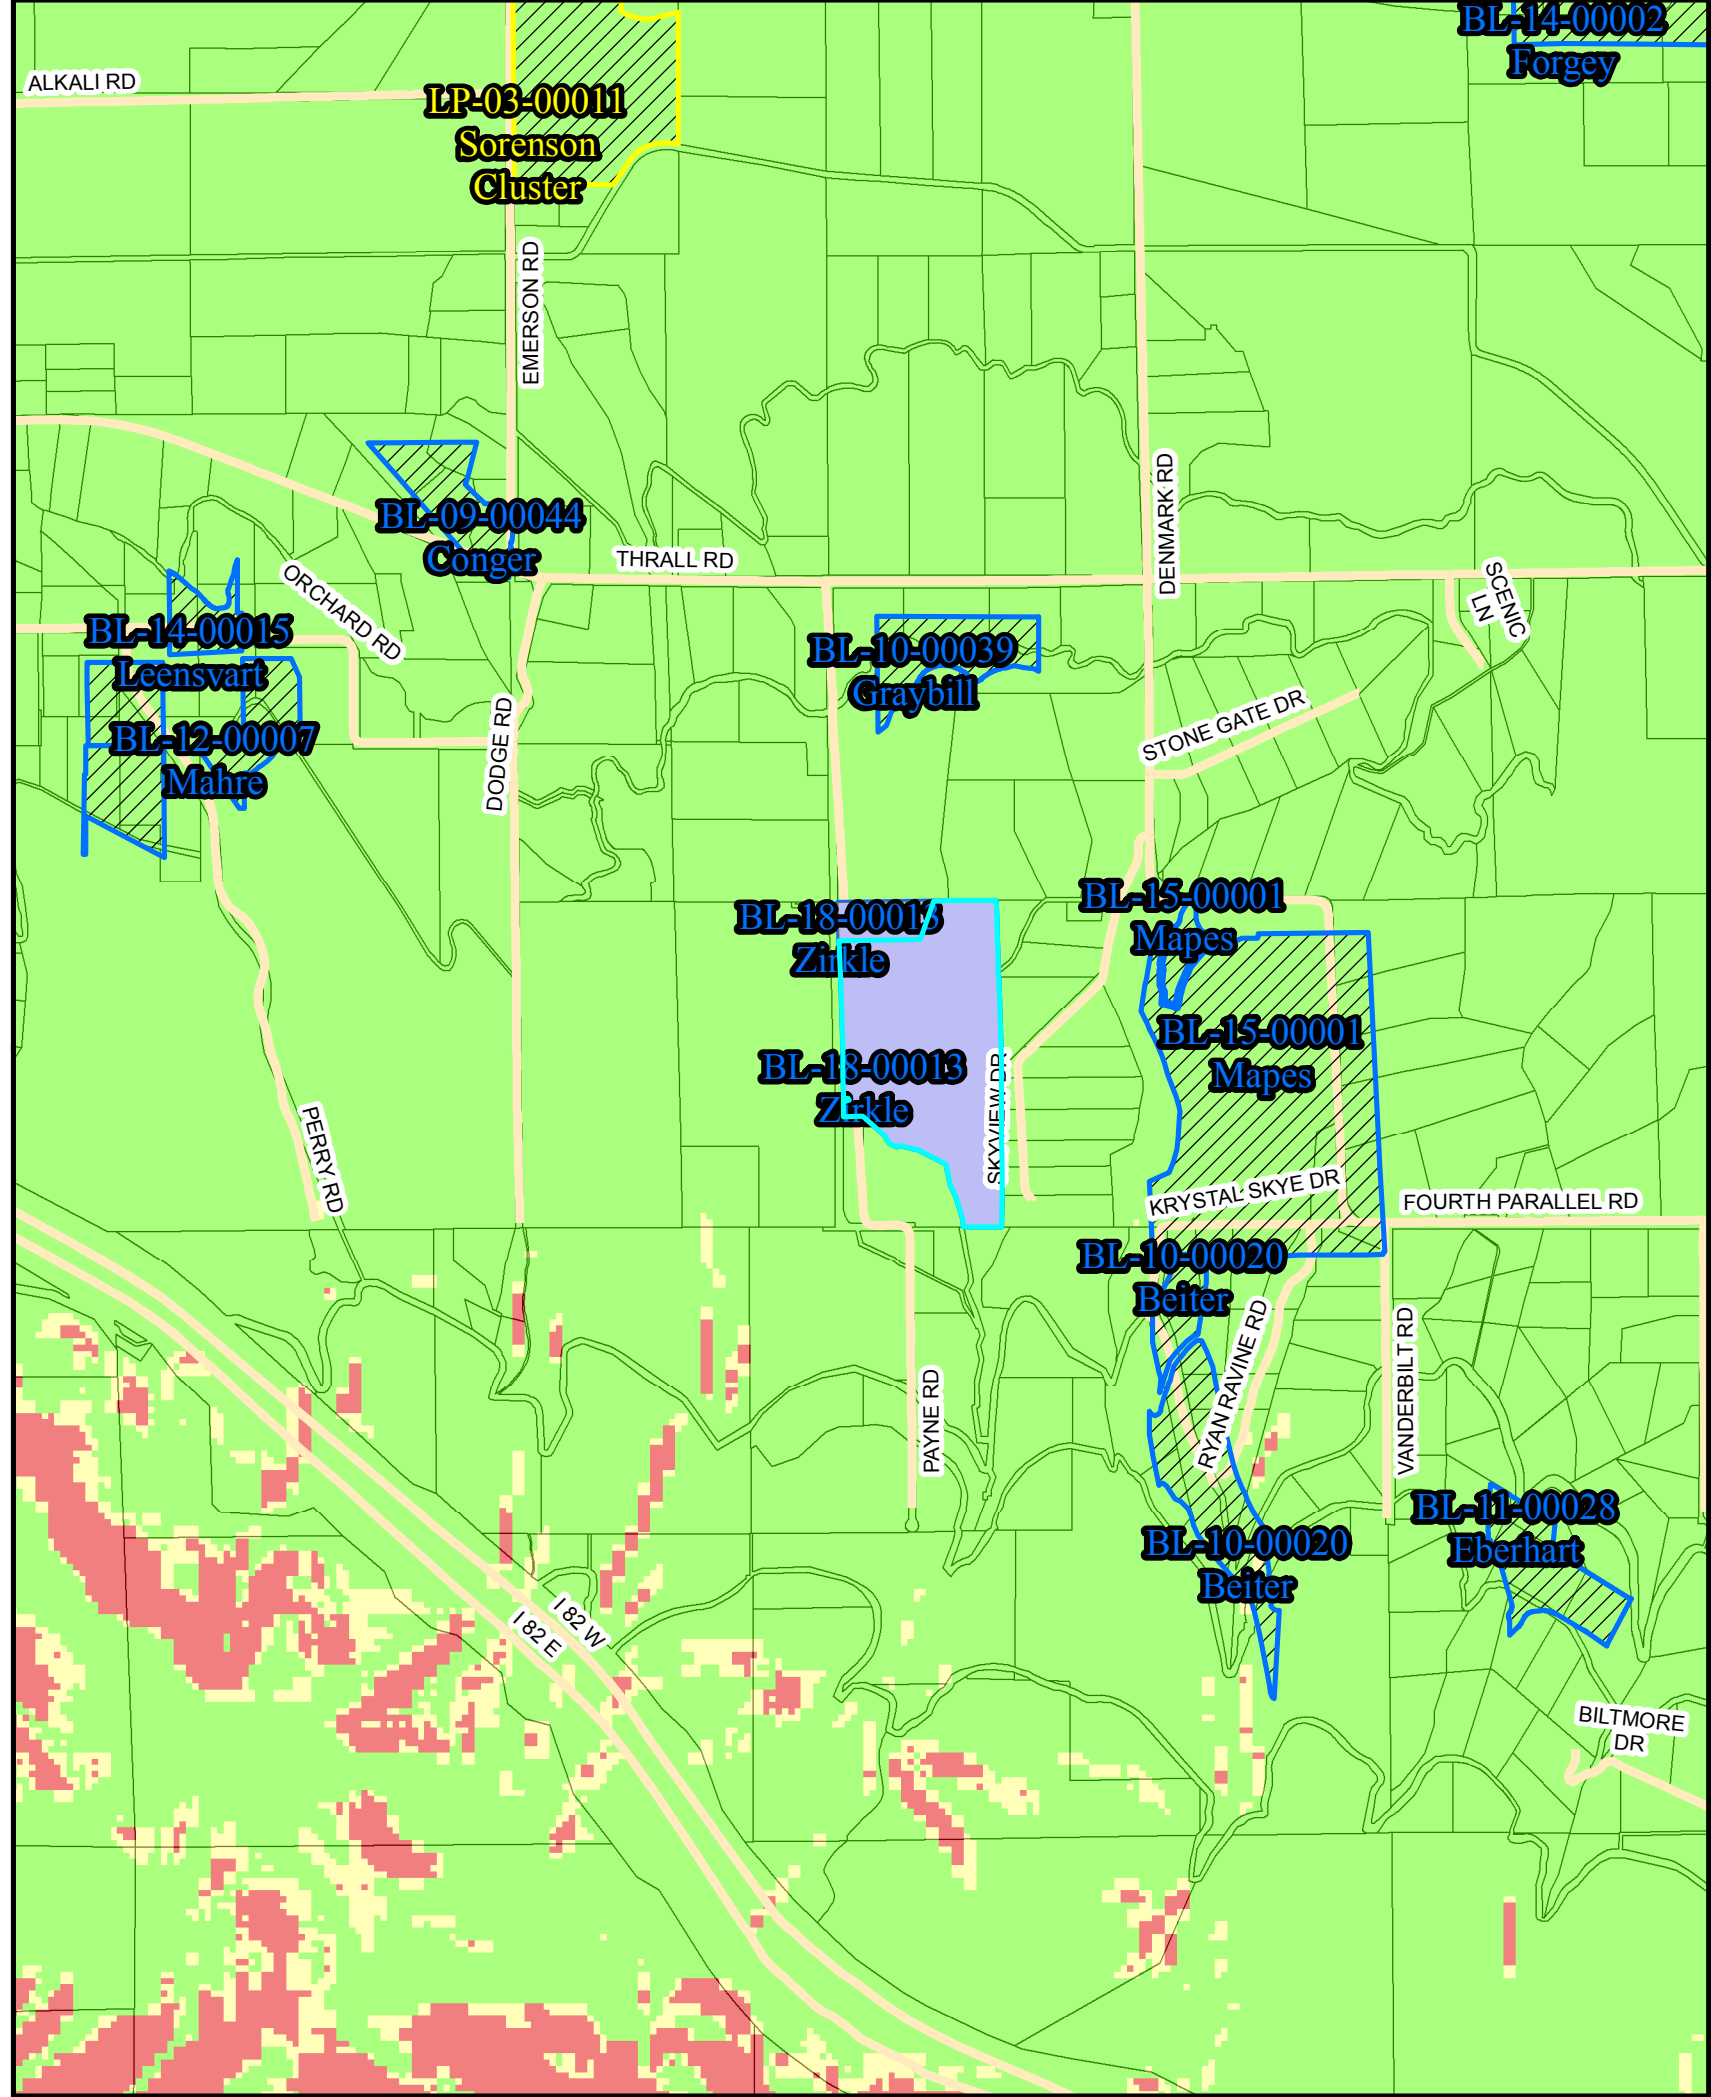 BL-14-00002
Forgey
ALKALI RD
LP-03-00011
Sorenson
Cluster
EMERSON RD
BL-09-00044
Conger
THRALL RD
DENMARK RD
SCENIC
LN
ORCHARD RD
BL-14-00015
Leensvart
BL-10-00039
Graybill
STONE GATE DR
DODGE RD
BL-12-00007
Mahre
BL-15-00001
Mapes
BL-18-00013
Zirkle
BL-15-00001
Mapes
BL-18-00013
Zirkle
SKYVIEW DR
PERRY RD
KRYSTAL SKYE DR
FOURTH PARALLEL RD
BL-10-00020
Beiter
RYAN RAVINE RD
VANDERBILT RD
PAYNE RD
BL-11-00028
Eberhart
BL-10-00020
Beiter
I 82 W
I 82 E
BILTMORE
DR